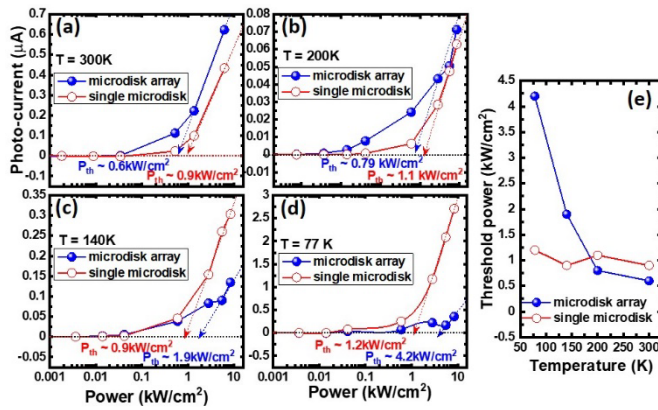 (a)
T = 300K
microdisk array
single microdisk
P_th ~ 0.6kW/cm²
P_th ~ 0.9kW/cm²
Photo-current (μA)
0.6
0.5
0.4
0.3
0.2
0.1
0
-0.1
(b)
T = 200K
microdisk array
single microdisk
P_th ~ 0.79 kW/cm²
P_th ~ 1.1 kW/cm²
0.08
0.07
0.06
0.05
0.04
0.03
0.02
0.01
0
-0.01
(c)
T = 140K
microdisk array
single microdisk
P_th ~ 0.9kW/cm²
P_th ~ 1.9kW/cm²
0.35
0.3
0.25
0.2
0.15
0.1
0.05
0
-0.05
0.001 0.01 0.1 1 10
Power (kW/cm²)
(d)
T = 77 K
microdisk array
single microdisk
P_th ~ 1.2kW/cm²
P_th ~ 4.2kW/cm²
3
2.5
2
1.5
1
0.5
0
0.001 0.01 0.1 1 10
Power (kW/cm²)
(e)
Threshold power (kW/cm²)
4.5
4
3.5
3
2.5
2
1.5
1
0.5
0
-0.5
microdisk array
single microdisk
50 100 150 200 250 300
Temperature (K)